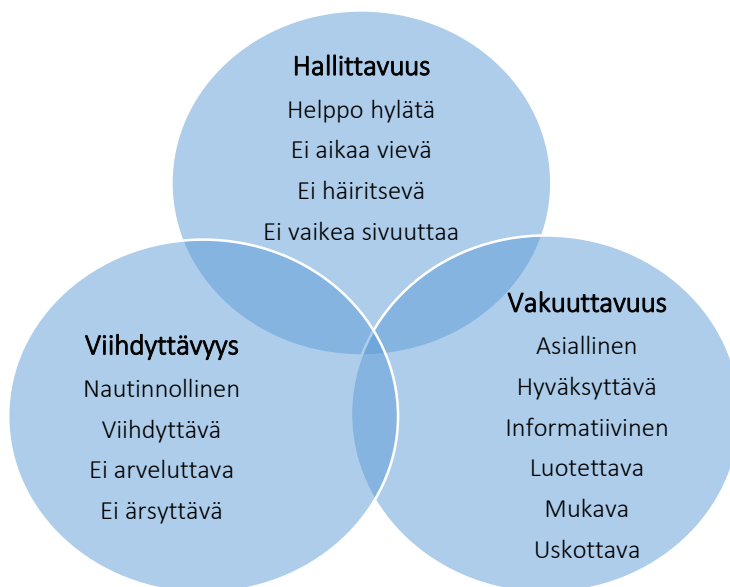 Hallittavuus
Helppo hylätä
Ei aikaa vievä
Ei häiritsevä
Ei vaikea sivuuttaa
Viihdyttävyys
Nautinnollinen
Viihdyttävä
Ei arveluttava
Ei ärsyttävä
Vakuuttavuus
Asiallinen
Hyväksyttävä
Informatiivinen
Luotettava
Mukava
Uskottava